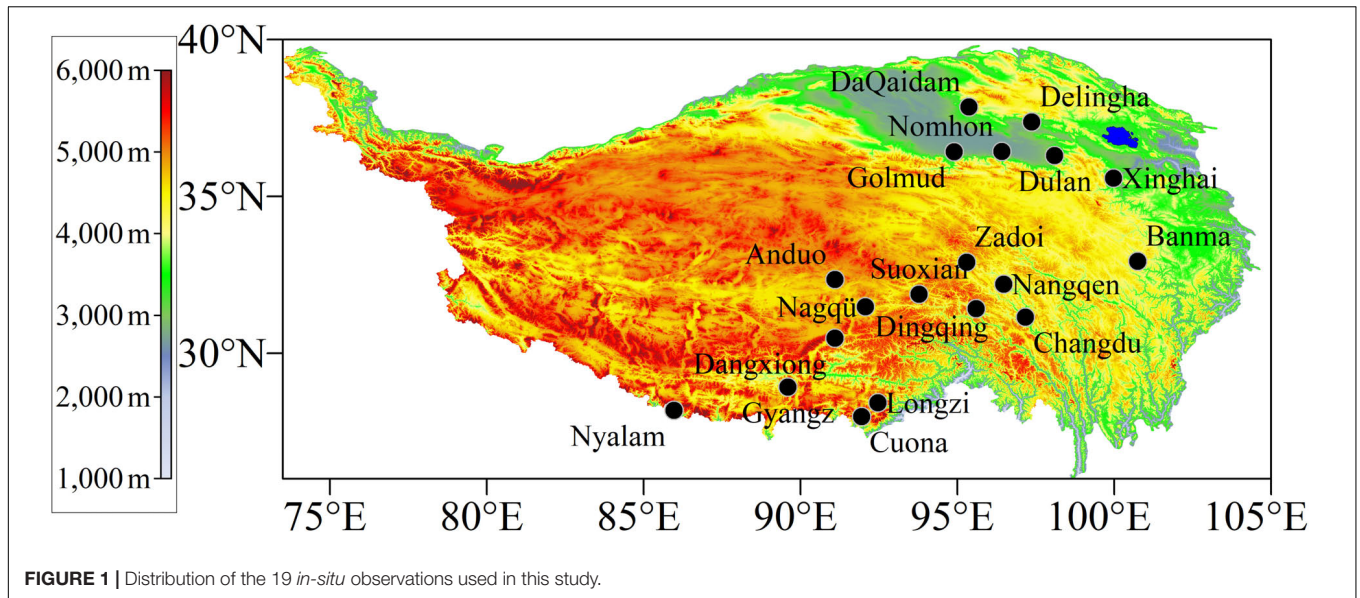 6,000 m
5,000 m
4,000 m
3,000 m
2,000 m
1,000 m
40°N
35°N
30°N
DaQaidam
Delingha
Nomhon
Golmud
Dulan
Xinghai
Zadoi
Banma
Anduo
Suoxian
Nangqen
Nagqü
Dingqing
Changdu
Dangxiong
Gyangz
Longzi
Nyalam
Cuona
75°E 80°E 85°E 90°E 95°E 100°E 105°E
FIGURE 1 | Distribution of the 19 in-situ observations used in this study.